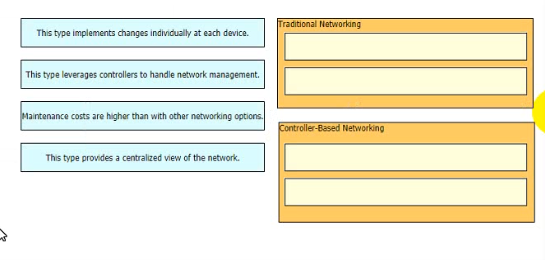 This type implements changes individually at each device.
This type leverages controllers to handle network management.
Maintenance costs are higher than with other networking options.
This type provides a centralized view of the network.
Traditional Networking
Controller-Based Networking